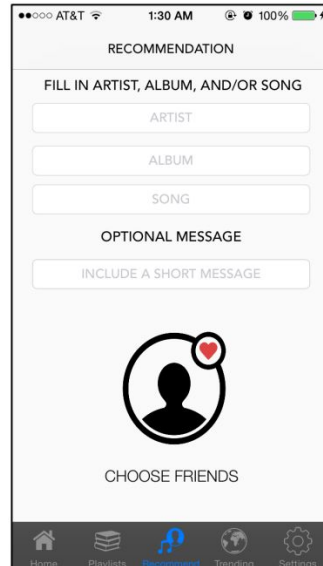 AT&T 1:30 AM 100%
RECOMMENDATION
FILL IN ARTIST, ALBUM, AND/OR SONG
ARTIST
ALBUM
SONG
OPTIONAL MESSAGE
INCLUDE A SHORT MESSAGE
CHOOSE FRIENDS
Home Playlists Recommend Trending Settings